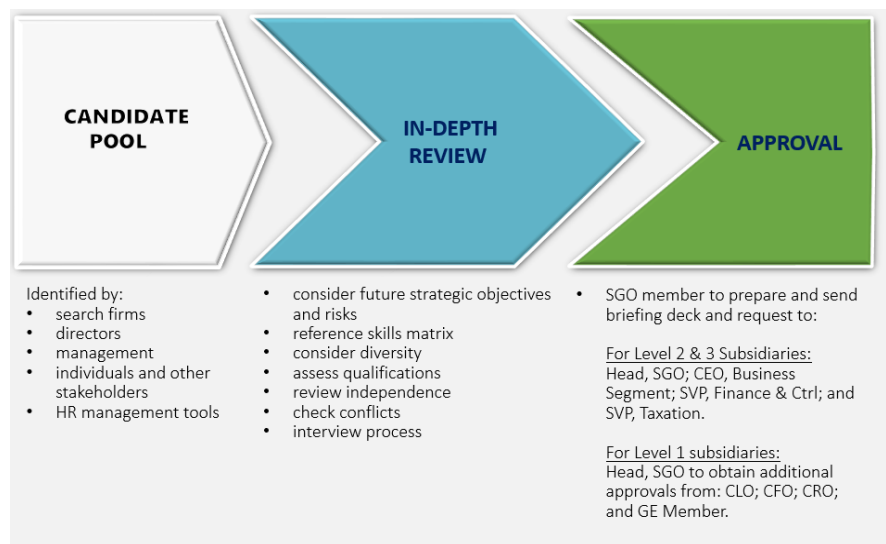 CANDIDATE
POOL
IN-DEPTH
REVIEW
APPROVAL
Identified by:
• search firms
• directors
• management
• individuals and other
stakeholders
• HR management tools
• consider future strategic objectives
and risks
• reference skills matrix
• consider diversity
• assess qualifications
• review independence
• check conflicts
• interview process
• SGO member to prepare and send
briefing deck and request to:
For Level 2 & 3 Subsidiaries:
Head, SGO; CEO, Business
Segment; SVP, Finance & Ctrl; and
SVP, Taxation.
For Level 1 subsidiaries:
Head, SGO to obtain additional
approvals from: CLO; CFO; CRO;
and GE Member.